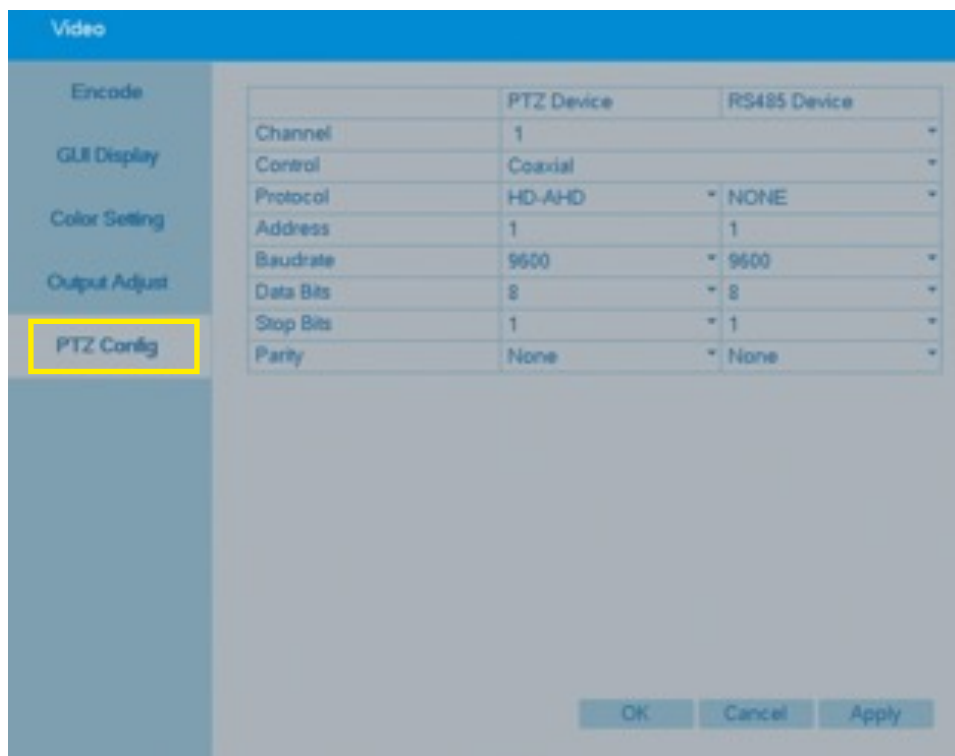 Video
Encode
GUI Display
Color Setting
Output Adjust
PTZ Config
PTZ Device RS485 Device
Channel 1
Control Coaxial
Protocol HD-AHD NONE
Address 1 1
Baudrate 9600 9600
Data Bits 8 8
Stop Bits 1 1
Parity None None
OK Cancel Apply